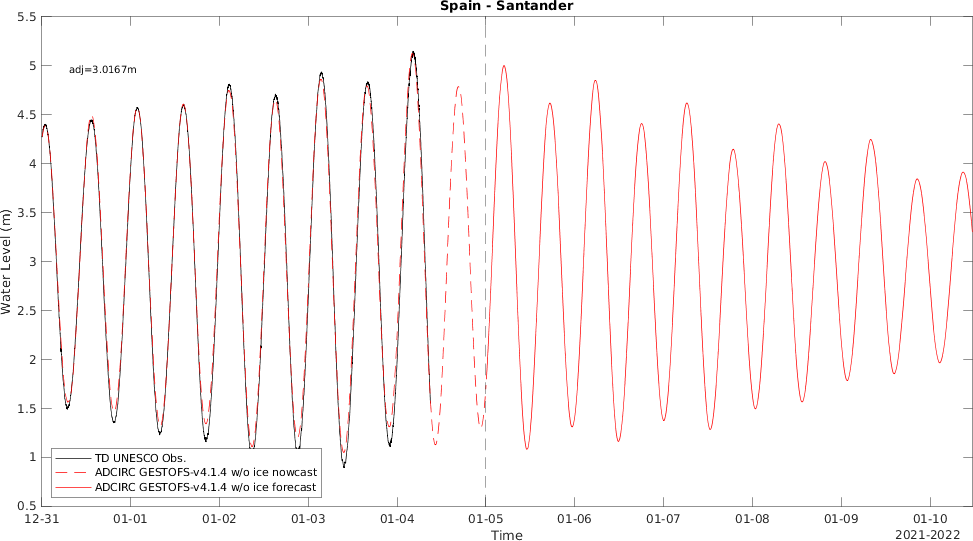 Spain - Santander
adj=3.0167m
5.5
5
4.5
4
3.5
3
2.5
2
1.5
1
0.5
Water Level (m)
TD UNESCO Obs.
ADCIRC GESTOFS-v4.1.4 w/o ice nowcast
ADCIRC GESTOFS-v4.1.4 w/o ice forecast
12-31 01-01 01-02 01-03 01-04 01-05 01-06 01-07 01-08 01-09 01-10
Time
2021-2022